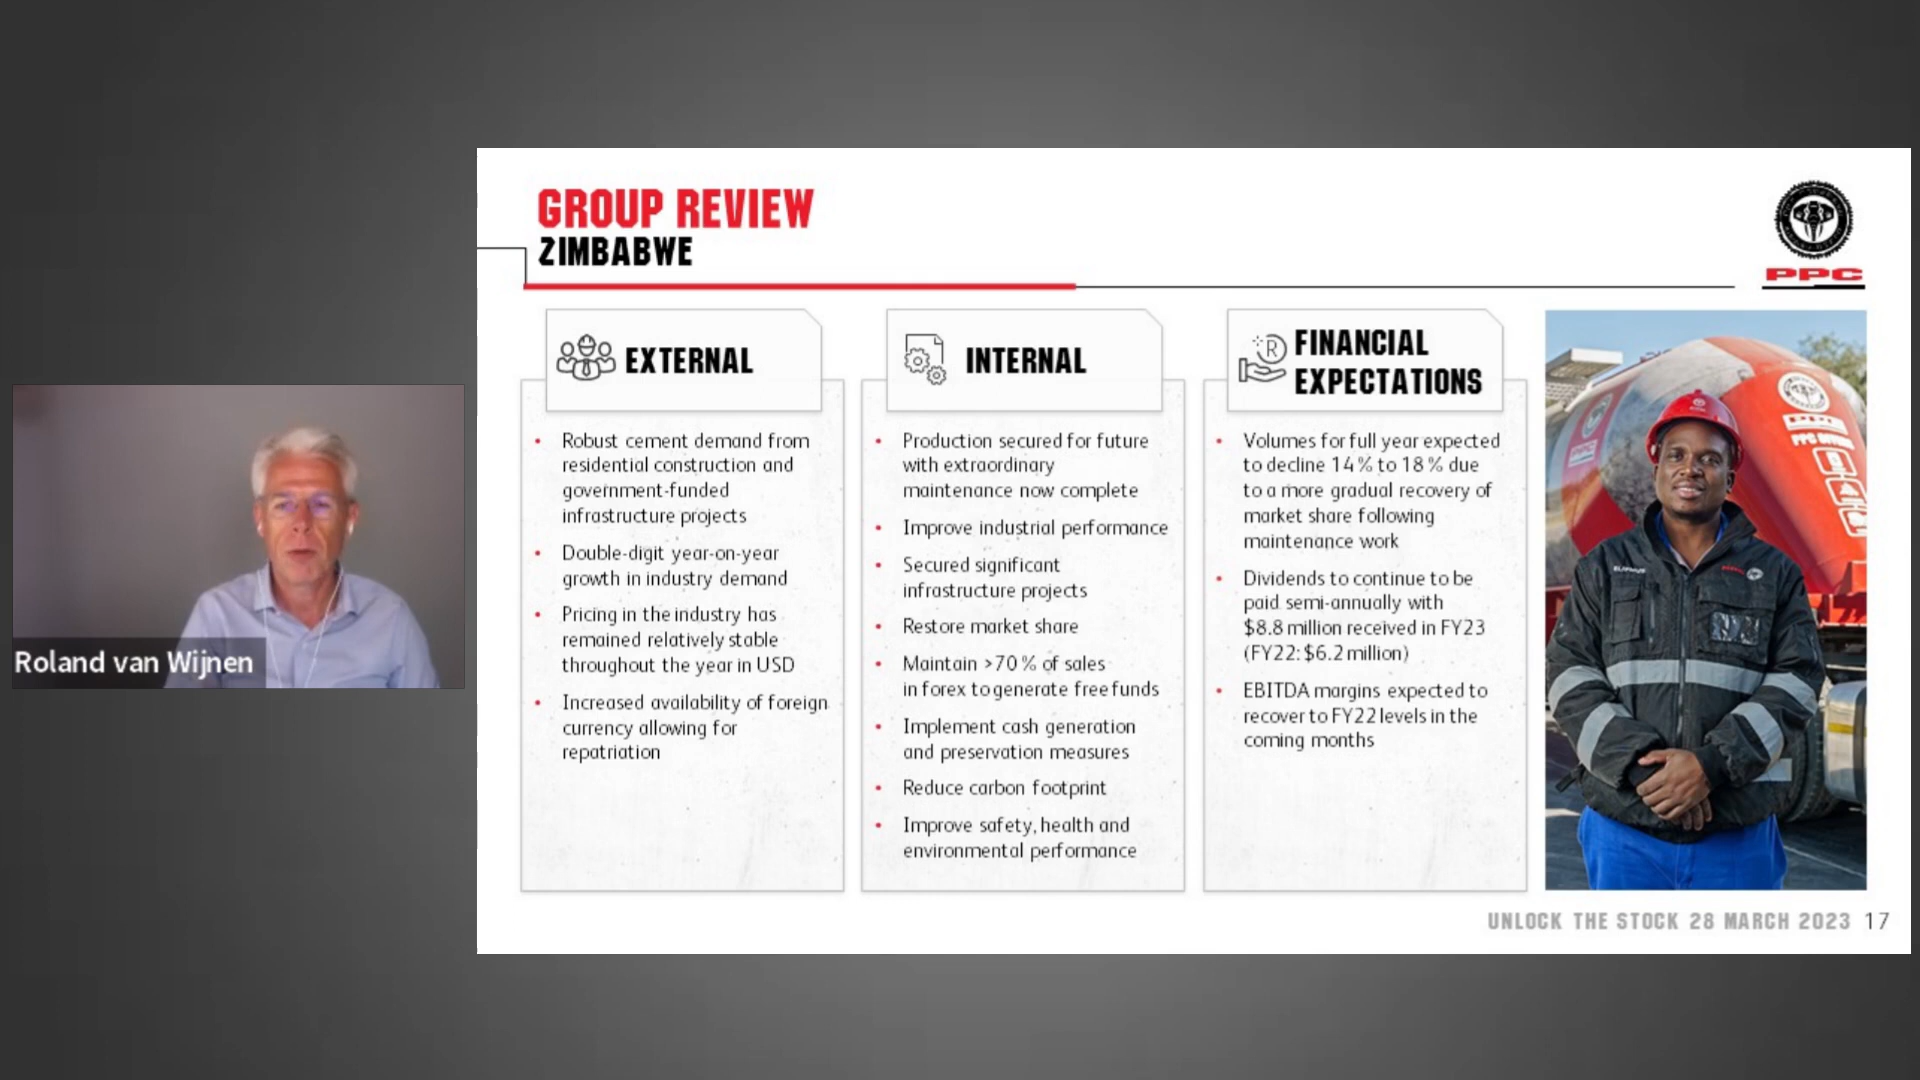 GROUP REVIEW
ZIMBABWE
PPC
EXTERNAL
Robust cement demand from
residential construction and
government-funded
infrastructure projects
Double-digit year-on-year
growth in industry demand
Pricing in the industry has
remained relatively stable
throughout the year in USD
Increased availability of foreign
currency allowing for
repatriation
INTERNAL
Production secured for future
with extraordinary
maintenance now complete
Improve industrial performance
Secured significant
infrastructure projects
Restore market share
Maintain >70% of sales
in forex to generate free funds
Implement cash generation
and preservation measures
Reduce carbon footprint
Improve safety, health and
environmental performance
R
FINANCIAL
EXPECTATIONS
Volumes for full year expected
to decline 14% to 18% due
to a more gradual recovery of
market share following
maintenance work
Dividends to continue to be
paid semi-annually with
$8.8 million received in FY23
(FY22: $6.2 million)
EBITDA margins expected to
recover to FY22 levels in the
coming months
Roland van Wijnen
UNLOCK THE STOCK 28 MARCH 2023 17